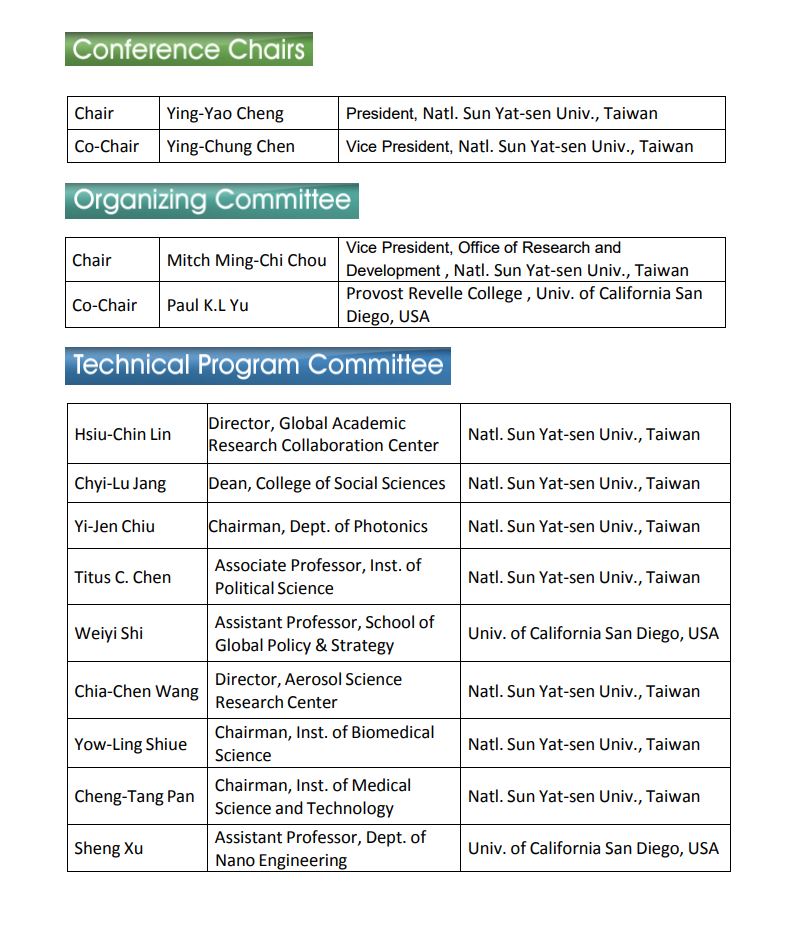 Conference Chairs
Chair Ying-Yao Cheng President, Natl. Sun Yat-sen Univ., Taiwan
Co-Chair Ying-Chung Chen Vice President, Natl. Sun Yat-sen Univ., Taiwan
Organizing Committee
Chair Mitch Ming-Chi Chou Vice President, Office of Research and
Development , Natl. Sun Yat-sen Univ., Taiwan
Co-Chair Paul K.L Yu Provost Revelle College , Univ. of California San
Diego, USA
Technical Program Committee
Hsiu-Chin Lin Director, Global Academic
Research Collaboration Center Natl. Sun Yat-sen Univ., Taiwan
Chyi-Lu Jang Dean, College of Social Sciences Natl. Sun Yat-sen Univ., Taiwan
Yi-Jen Chiu Chairman, Dept. of Photonics Natl. Sun Yat-sen Univ., Taiwan
Titus C. Chen Associate Professor, Inst. of
Political Science Natl. Sun Yat-sen Univ., Taiwan
Weiyi Shi Assistant Professor, School of
Global Policy & Strategy Univ. of California San Diego, USA
Chia-Chen Wang Director, Aerosol Science
Research Center Natl. Sun Yat-sen Univ., Taiwan
Yow-Ling Shiue Chairman, Inst. of Biomedical
Science Natl. Sun Yat-sen Univ., Taiwan
Cheng-Tang Pan Chairman, Inst. of Medical
Science and Technology Natl. Sun Yat-sen Univ., Taiwan
Sheng Xu Assistant Professor, Dept. of
Nano Engineering Univ. of California San Diego, USA